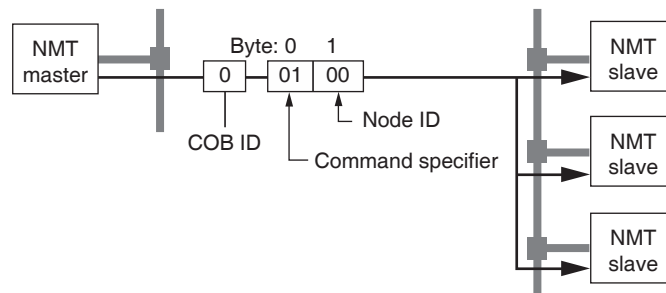 NMT
master
Byte: 0 1
0
01 00
COB ID
Node ID
Command specifier
NMT
slave
NMT
slave
NMT
slave